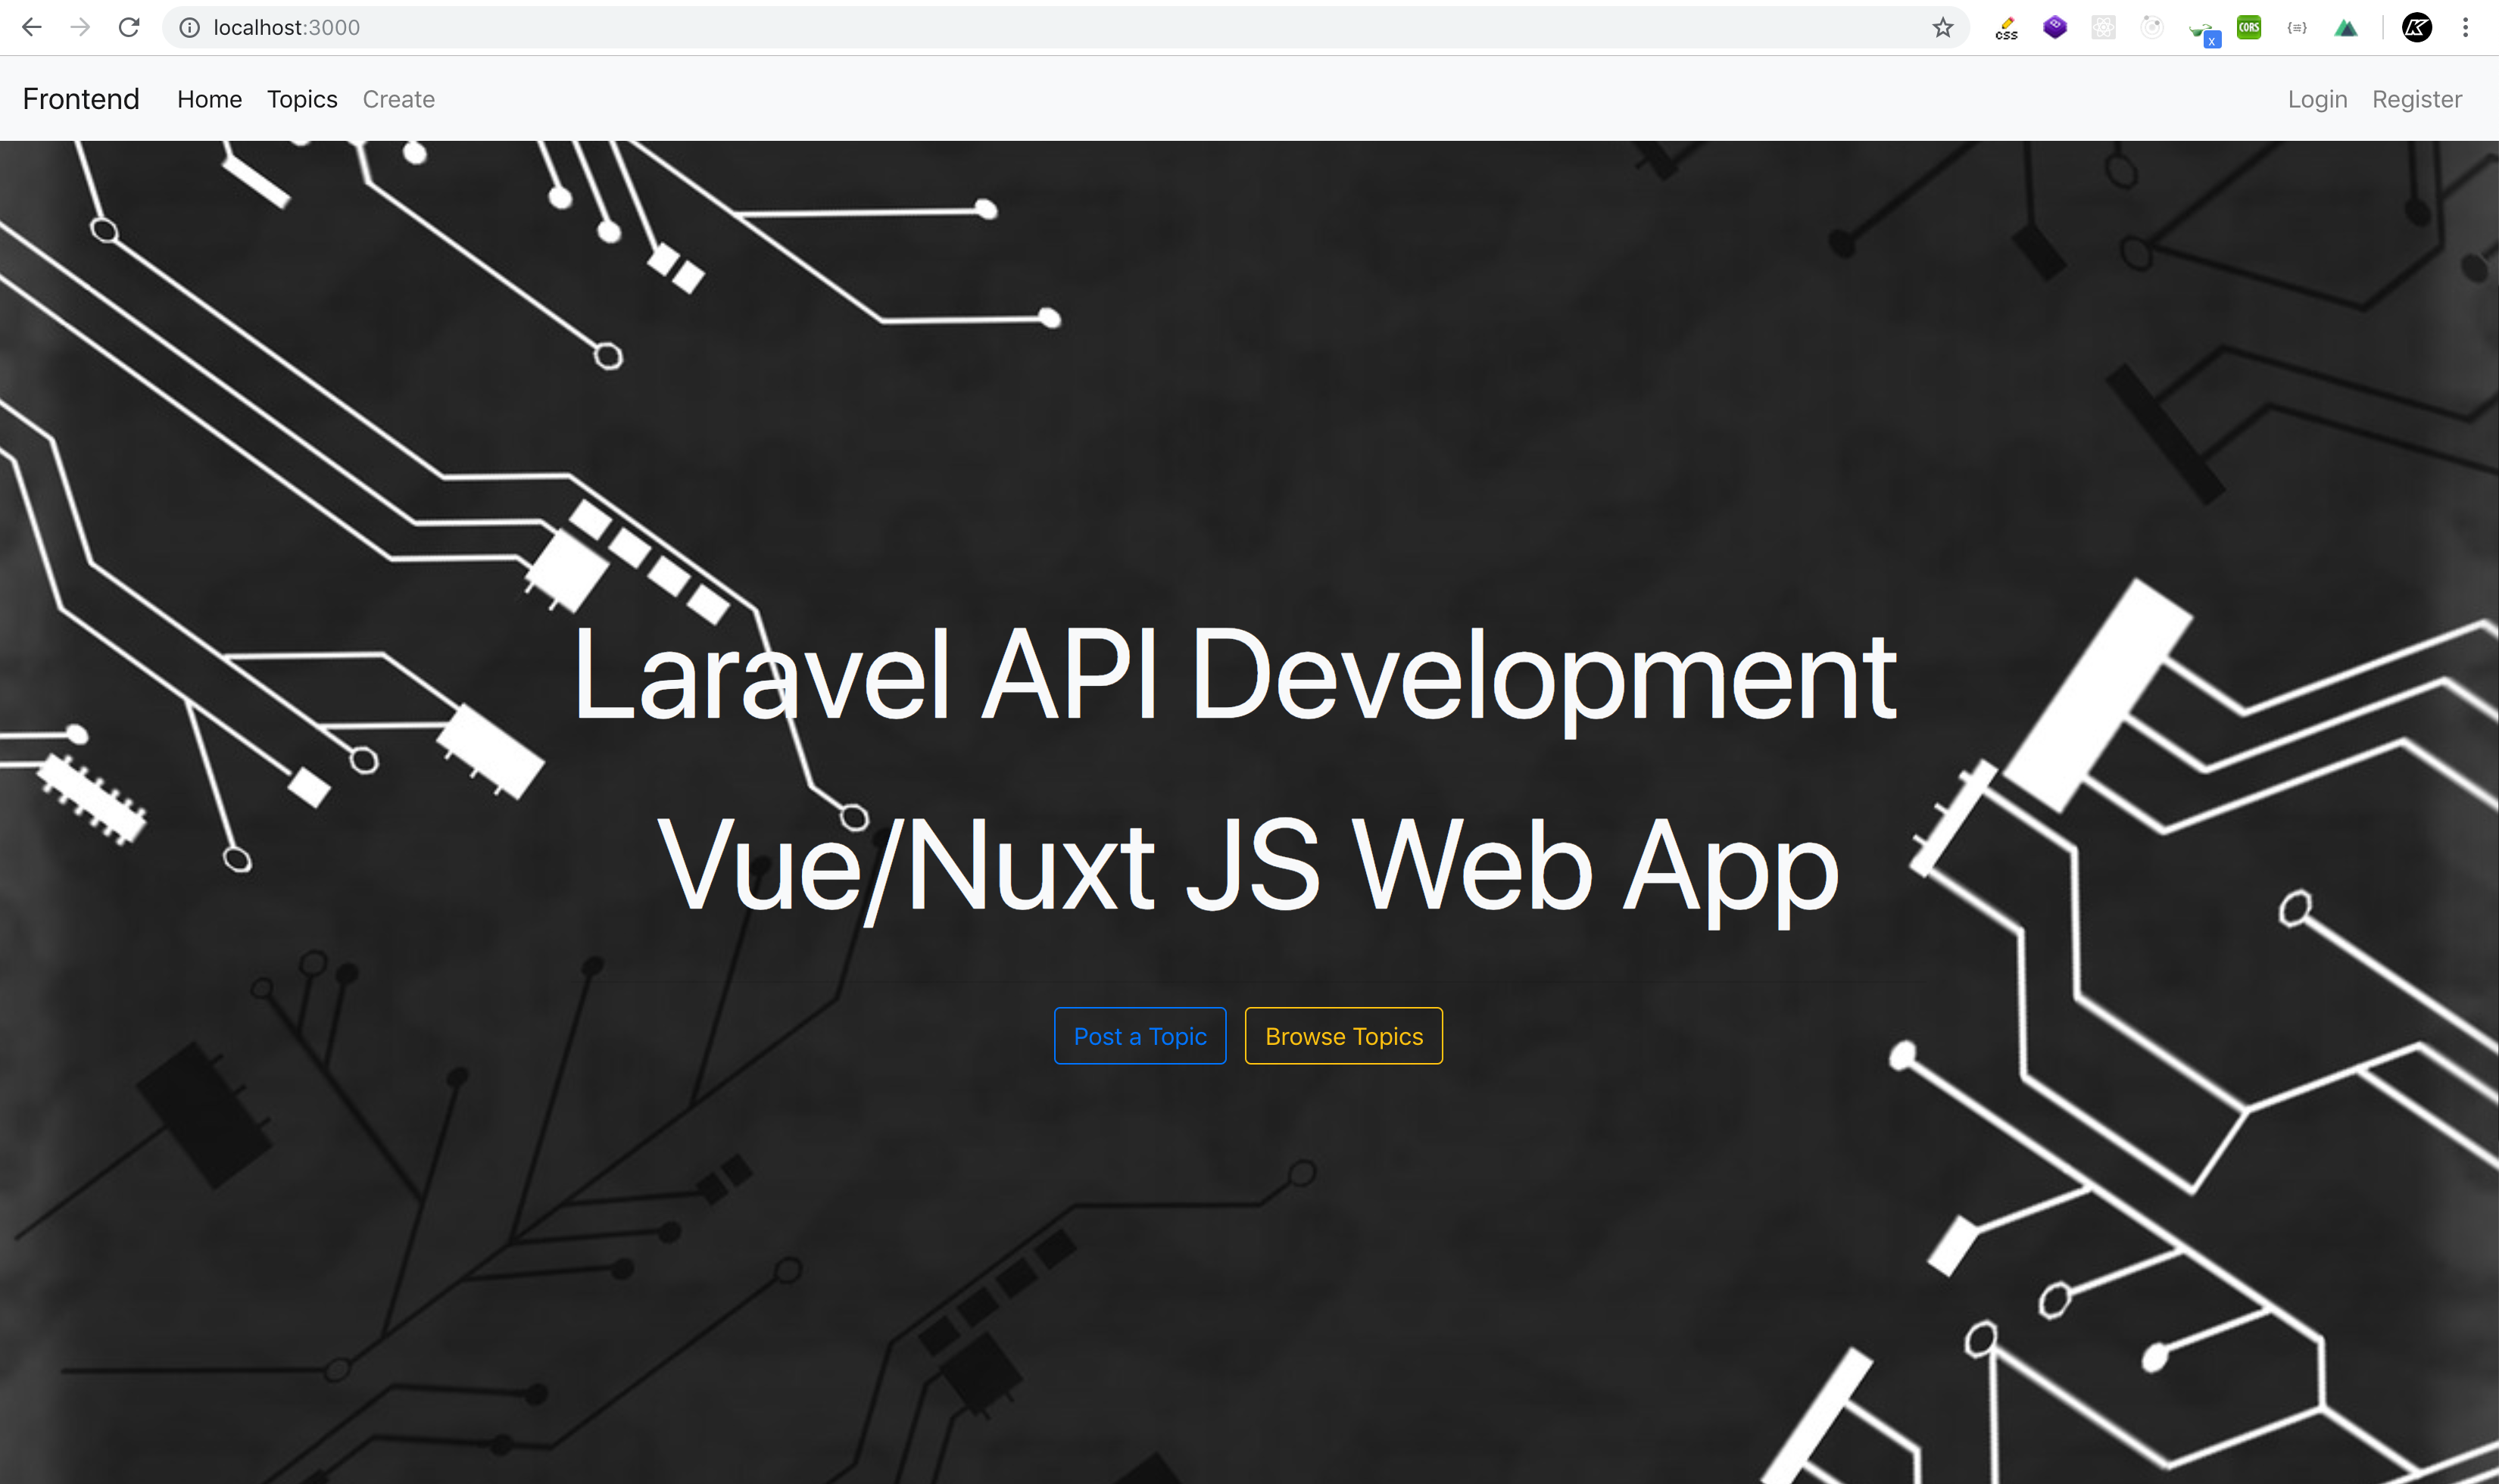 localhost:3000
css
CORS
x
Frontend Home Topics Create Login Register
Laravel API Development
Vue/Nuxt JS Web App
Post a Topic Browse Topics